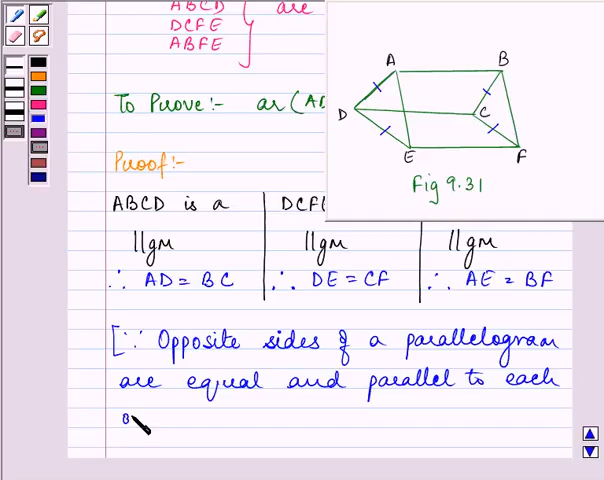 ABCD
are
DCFE
ABFE
To Prove:- ar (AD
A
B
D
C
E
F
Fig 9.31
Proof:-
ABCD is a
llgm
∴ AD = BC
llgm
∴ DE = CF
llgm
∴ AE = BF
[∵ Opposite sides of a parallelogram
are equal and parallel to each